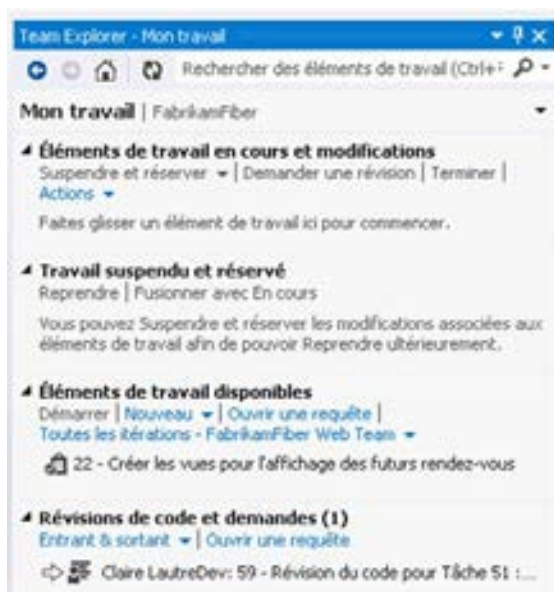 Team Explorer - Mon travail
Rechercher des éléments de travail (Ctrl+
Mon travail | FabrikamFiber
Éléments de travail en cours et modifications
Suspendre et réserver | Demander une révision | Terminer |
Actions
Faites glisser un élément de travail ici pour commencer.
Travail suspendu et réservé
Reprendre | Fusionner avec En cours
Vous pouvez Suspendre et réserver les modifications associées aux
éléments de travail afin de pouvoir Reprendre ultérieurement.
Éléments de travail disponibles
Démarrer | Nouveau | Ouvrir une requête |
Toutes les itérations - FabrikamFiber Web Team
22 - Créer les vues pour l'affichage des futurs rendez-vous
Révisions de code et demandes (1)
Entrant & sortant | Ouvrir une requête
Claire LautreDev: 59 - Révision du code pour Tâche 51 :...